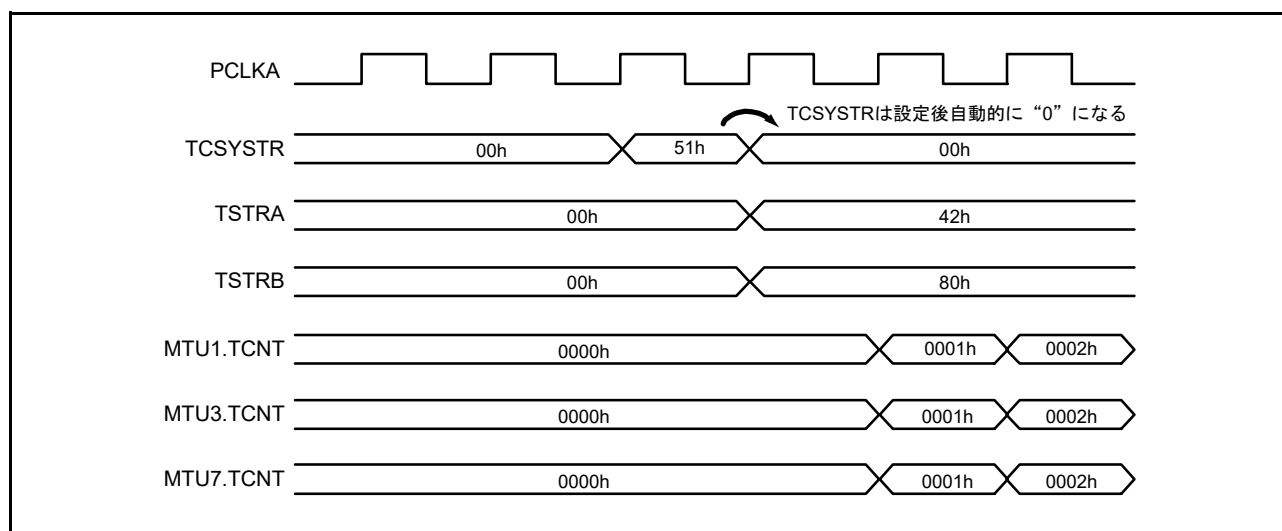 PCLKA
TCSYSTRは設定後自動的に“0”になる
TCSYSTR 00h 51h 00h
TSTRA 00h 42h
TSTRB 00h 80h
MTU1.TCNT 0000h 0001h 0002h
MTU3.TCNT 0000h 0001h 0002h
MTU7.TCNT 0000h 0001h 0002h